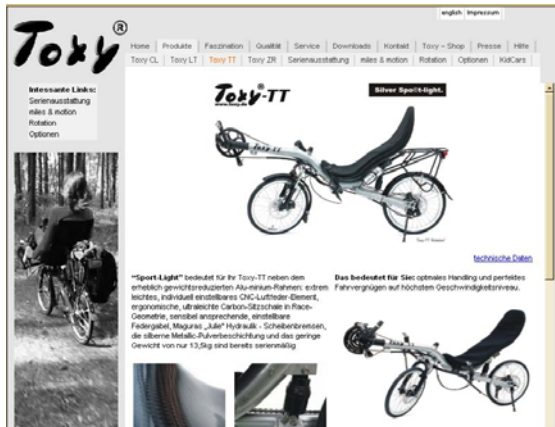 english Impressum
Toxy®
Home | Produkte | Faszination | Qualität | Service | Downloads | Kontakt | Toxy – Shop | Presse | Hilfe |
Toxy CL | Toxy LT | Toxy TT | Toxy ZR | Serienausstattung | miles & motion | Rotation | Optionen | KidCars |
Intessante Links:
Serienausstattung
miles & motion
Rotation
Optionen
Toxy-TT
www.toxy.de
Silver Spo®t-light.
technische Daten
"Sport-Light" bedeutet für Ihr Toxy-TT neben dem
erheblich gewichtsreduzierten Alu-minium-Rahmen: extrem
leichtes, individuell einstellbares CNC-Luftfeder-Element,
ergonomische, ultraleichte Carbon-Sitzschale in Race-
Geometrie, sensibel ansprechende, einstellbare
Federgabel, Maguras „Julie" Hydraulik - Scheibenbremsen,
die silberne Metallic-Pulverbeschichtung und das geringe
Gewicht von nur 13,5kg sind bereits serienmäßig
Das bedeutet für Sie: optimales Handling und perfektes
Fahrvergnügen auf höchstem Geschwindigkeitsniveau.